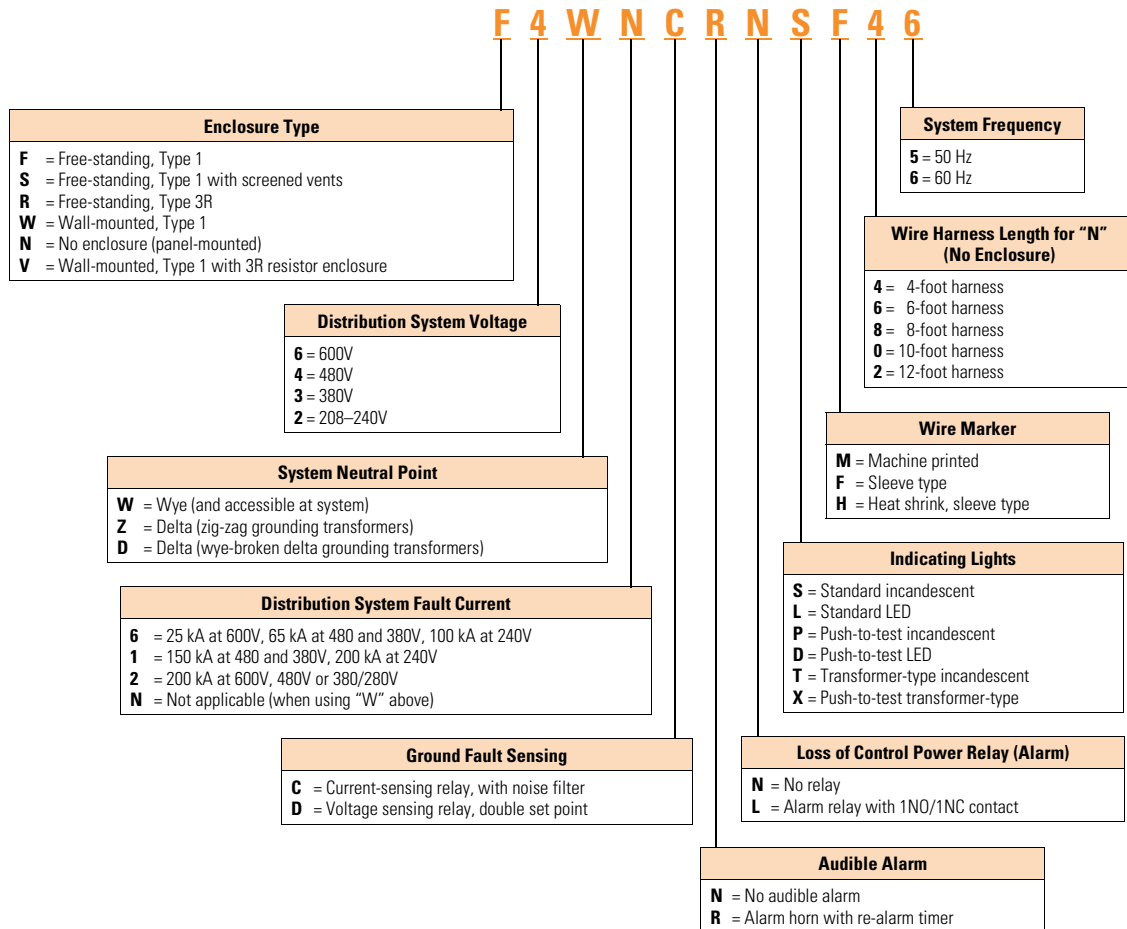 F 4 W N C R N S F 4 6
Enclosure Type
F = Free-standing, Type 1
S = Free-standing, Type 1 with screened vents
R = Free-standing, Type 3R
W = Wall-mounted, Type 1
N = No enclosure (panel-mounted)
V = Wall-mounted, Type 1 with 3R resistor enclosure
Distribution System Voltage
6 = 600V
4 = 480V
3 = 380V
2 = 208–240V
System Neutral Point
W = Wye (and accessible at system)
Z = Delta (zig-zag grounding transformers)
D = Delta (wye-broken delta grounding transformers)
Distribution System Fault Current
6 = 25 kA at 600V, 65 kA at 480 and 380V, 100 kA at 240V
1 = 150 kA at 480 and 380V, 200 kA at 240V
2 = 200 kA at 600V, 480V or 380/280V
N = Not applicable (when using “W” above)
Ground Fault Sensing
C = Current-sensing relay, with noise filter
D = Voltage sensing relay, double set point
System Frequency
5 = 50 Hz
6 = 60 Hz
Wire Harness Length for “N”
(No Enclosure)
4 = 4-foot harness
6 = 6-foot harness
8 = 8-foot harness
0 = 10-foot harness
2 = 12-foot harness
Wire Marker
M = Machine printed
F = Sleeve type
H = Heat shrink, sleeve type
Indicating Lights
S = Standard incandescent
L = Standard LED
P = Push-to-test incandescent
D = Push-to-test LED
T = Transformer-type incandescent
X = Push-to-test transformer-type
Loss of Control Power Relay (Alarm)
N = No relay
L = Alarm relay with 1NO/1NC contact
Audible Alarm
N = No audible alarm
R = Alarm horn with re-alarm timer